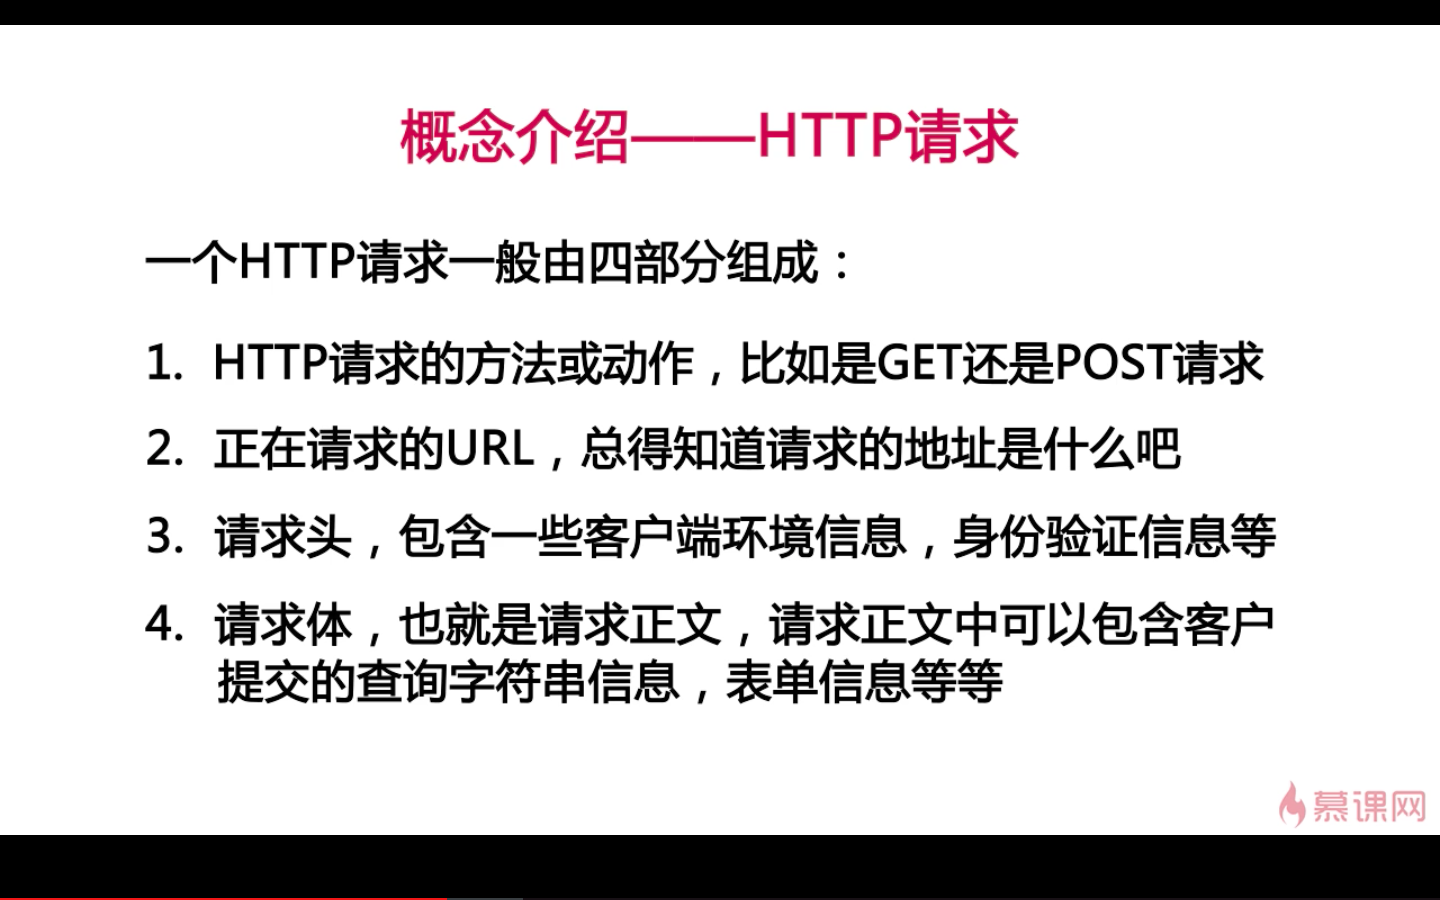 概念介绍——HTTP请求
一个HTTP请求一般由四部分组成：
1. HTTP请求的方法或动作，比如是GET还是POST请求
2. 正在请求的URL，总得知道请求的地址是什么吧
3. 请求头，包含一些客户端环境信息，身份验证信息等
4. 请求体，也就是请求正文，请求正文中可以包含客户
提交的查询字符串信息，表单信息等等
慕课网